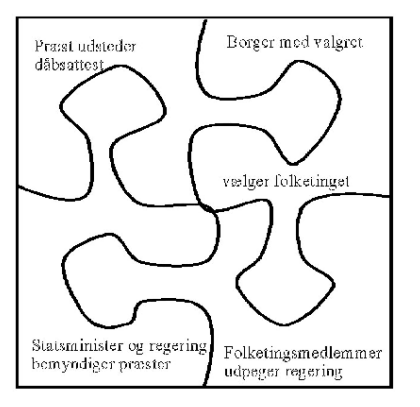 Præst udsteder
dåbsattest
Borger med valgret
vælger folketinget
Statsminister og regering
bemyndiger præster
Folketingsmedlemmer
udpeger regering